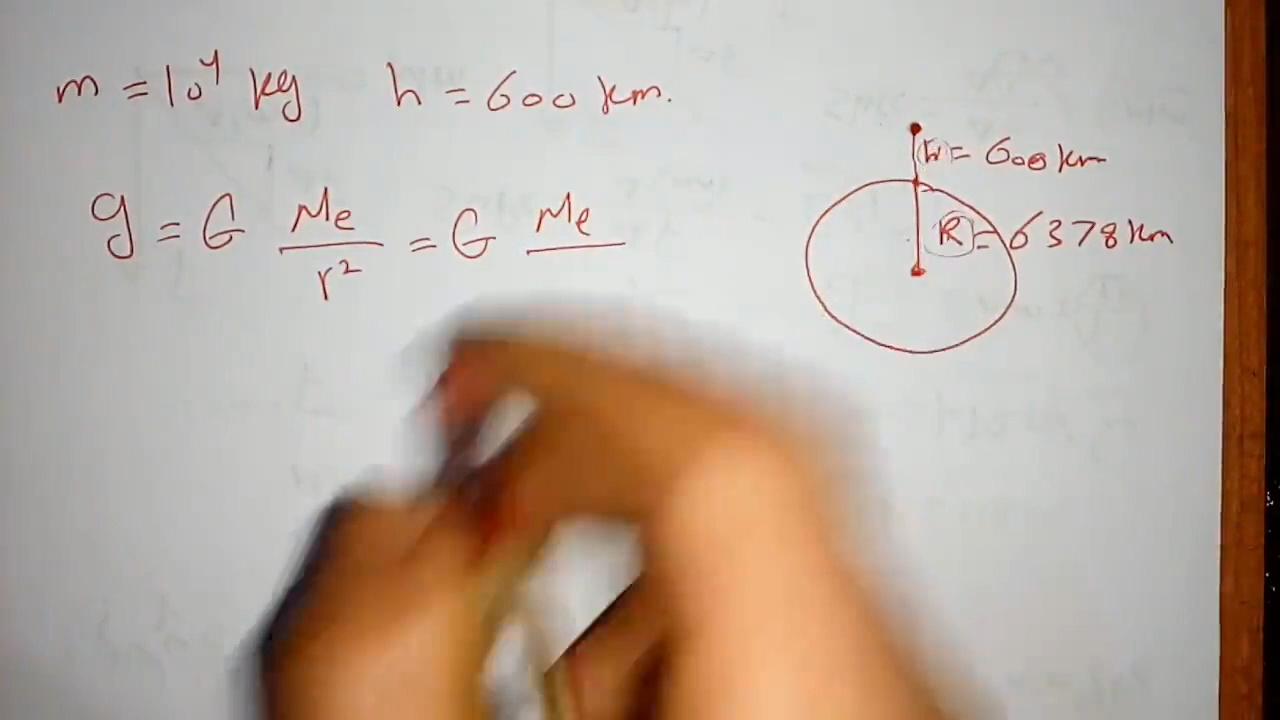 m = 10⁴ kg h = 600 km.
h = 600 km
g = G Me/r² = G Me/
R = 6378 km